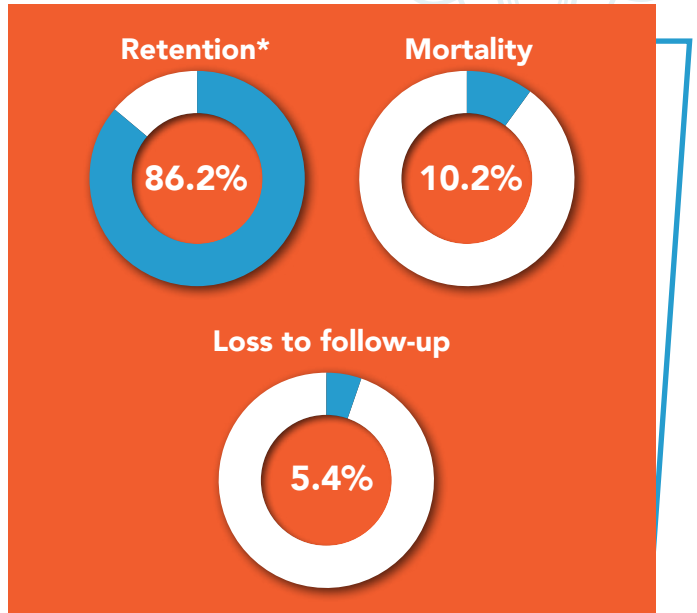 Retention*
Mortality
86.2%
10.2%
Loss to follow-up
5.4%